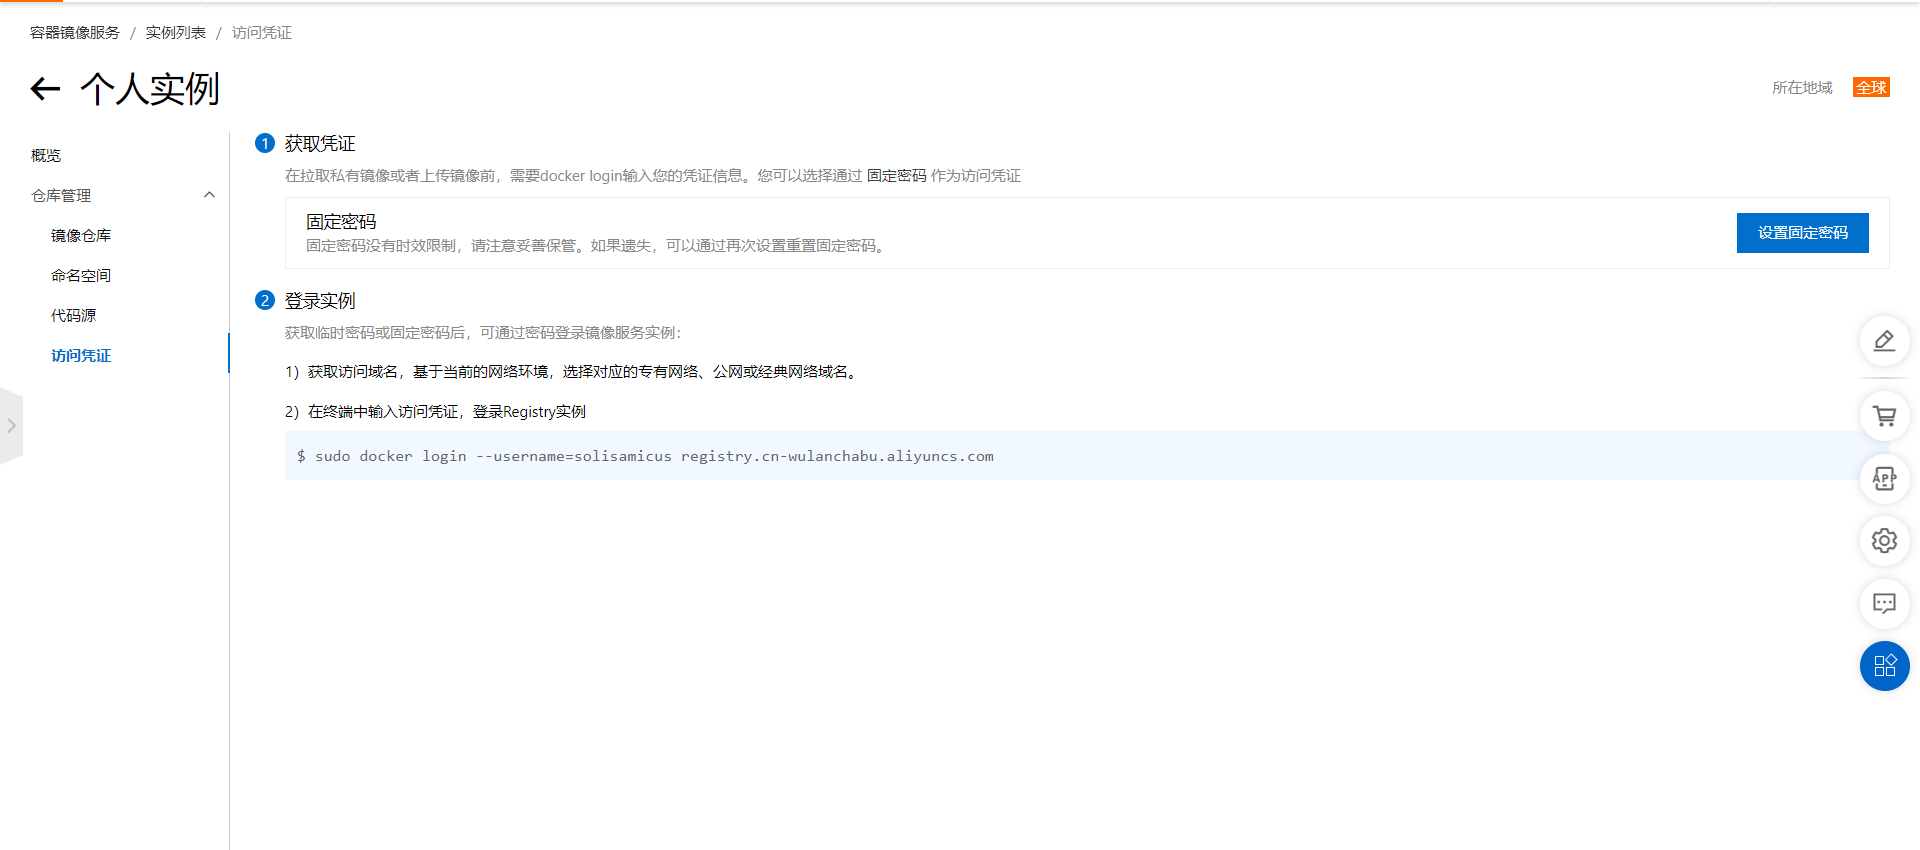 容器镜像服务 / 实例列表 / 访问凭证
个人实例
所在地域 全球
概览
仓库管理
镜像仓库
命名空间
代码源
访问凭证
1 获取凭证
在拉取私有镜像或者上传镜像前，需要docker login输入您的凭证信息。您可以选择通过 固定密码 作为访问凭证
固定密码
固定密码没有时效限制，请注意妥善保管。如果遗失，可以通过再次设置重置固定密码。
设置固定密码
2 登录实例
获取临时密码或固定密码后，可通过密码登录镜像服务实例：
1）获取访问域名，基于当前的网络环境，选择对应的专有网络、公网或经典网络域名。
2）在终端中输入访问凭证，登录Registry实例
$ sudo docker login --username=solisamicus registry.cn-wulanchabu.aliyuncs.com
APP